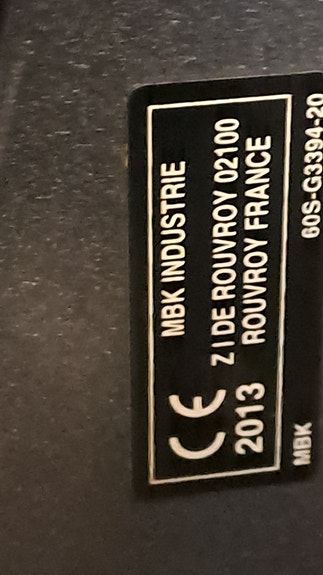 MBK INDUSTRIE
Z I DE ROUVROY 02100
CE
2013 ROUVROY FRANCE
MBK 60S-G3394-20